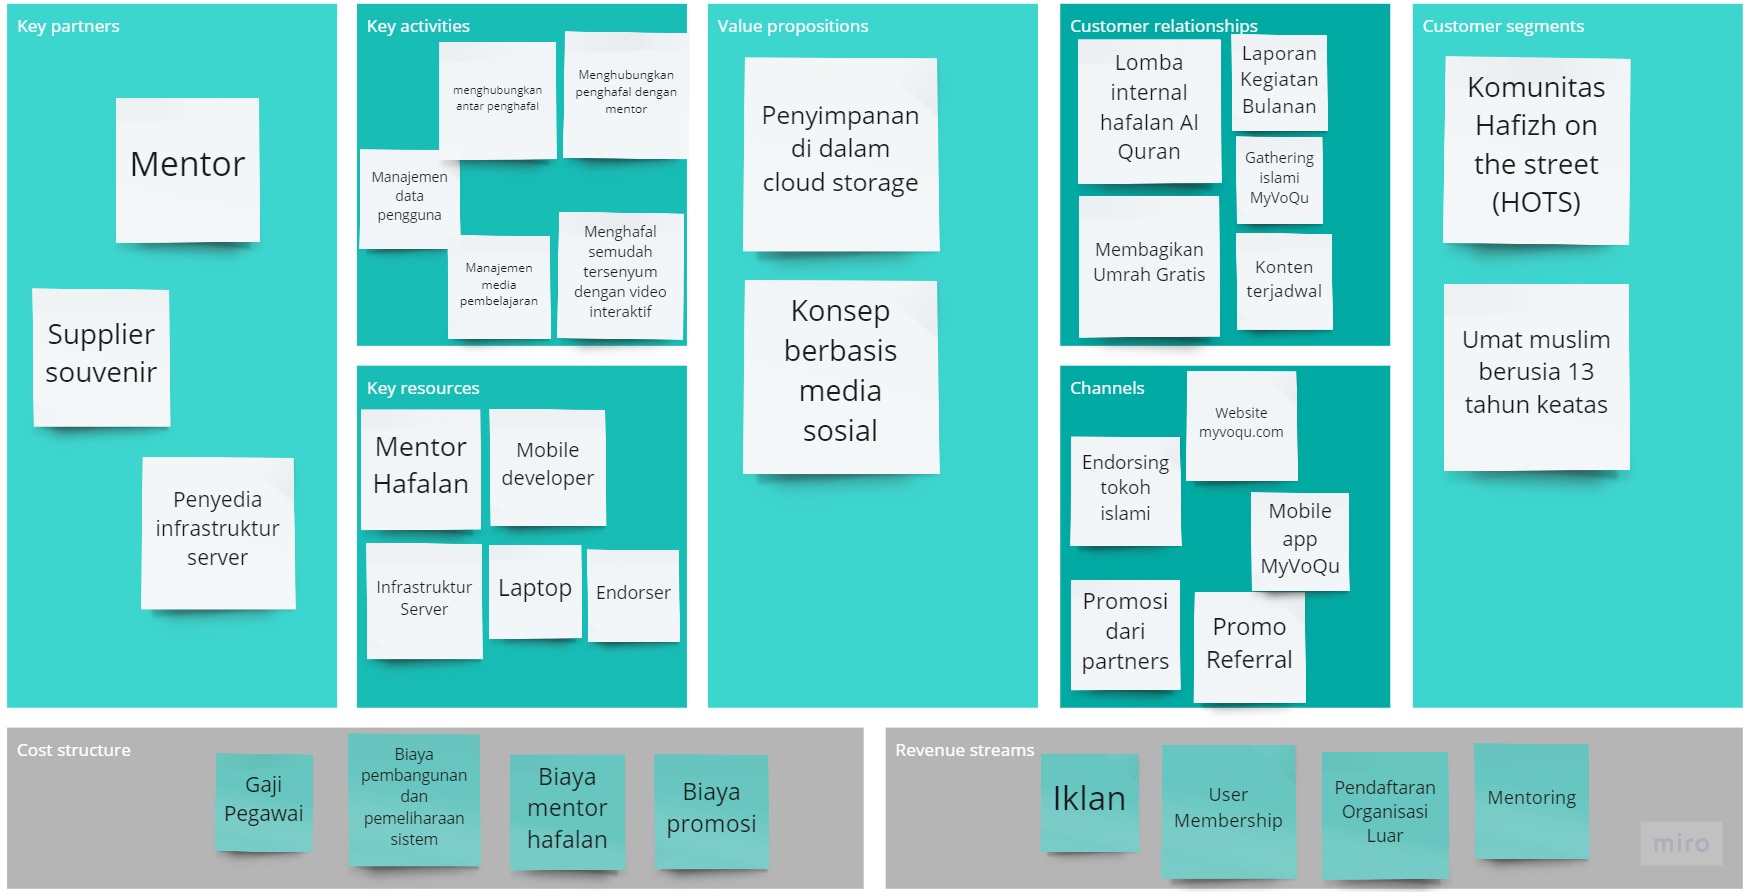 Key partners
Mentor
Supplier
souvenir
Penyedia
infrastruktur
server
Key activities
menghubungkan
antar penghafal
Menghubungkan
penghafal dengan
mentor
Manajemen
data
pengguna
Manajemen
media
pembelajaran
Menghafal
semudah
tersenyum
dengan video
interaktif
Key resources
Mentor
Hafalan
Mobile
developer
Infrastruktur
Server
Laptop
Endorser
Value propositions
Penyimpanan
di dalam
cloud storage
Konsep
berbasis
media
sosial
Customer relationships
Lomba
internal
hafalan Al
Quran
Laporan
Kegiatan
Bulanan
Gathering
islami
MyVoQu
Membagikan
Umrah Gratis
Konten
terjadwal
Channels
Website
myvoqu.com
Endorsing
tokoh
islami
Mobile
app
MyVoQu
Promosi
dari
partners
Promo
Referral
Customer segments
Komunitas
Hafizh on
the street
(HOTS)
Umat muslim
berusia 13
tahun keatas
Cost structure
Gaji
Pegawai
Biaya
pembangunan
dan
pemeliharaan
sistem
Biaya
mentor
hafalan
Biaya
promosi
Revenue streams
Iklan
User
Membership
Pendaftaran
Organisasi
Luar
Mentoring
miro